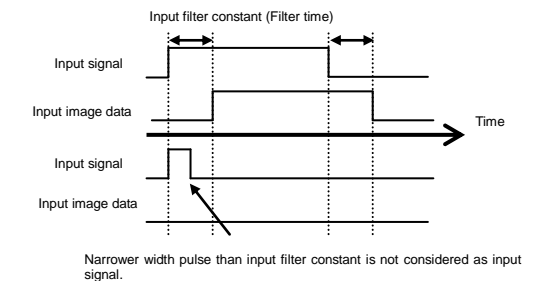 Input filter constant (Filter time)
Input signal
Input image data
Time
Input signal
Input image data
Narrower width pulse than input filter constant is not considered as input
signal.